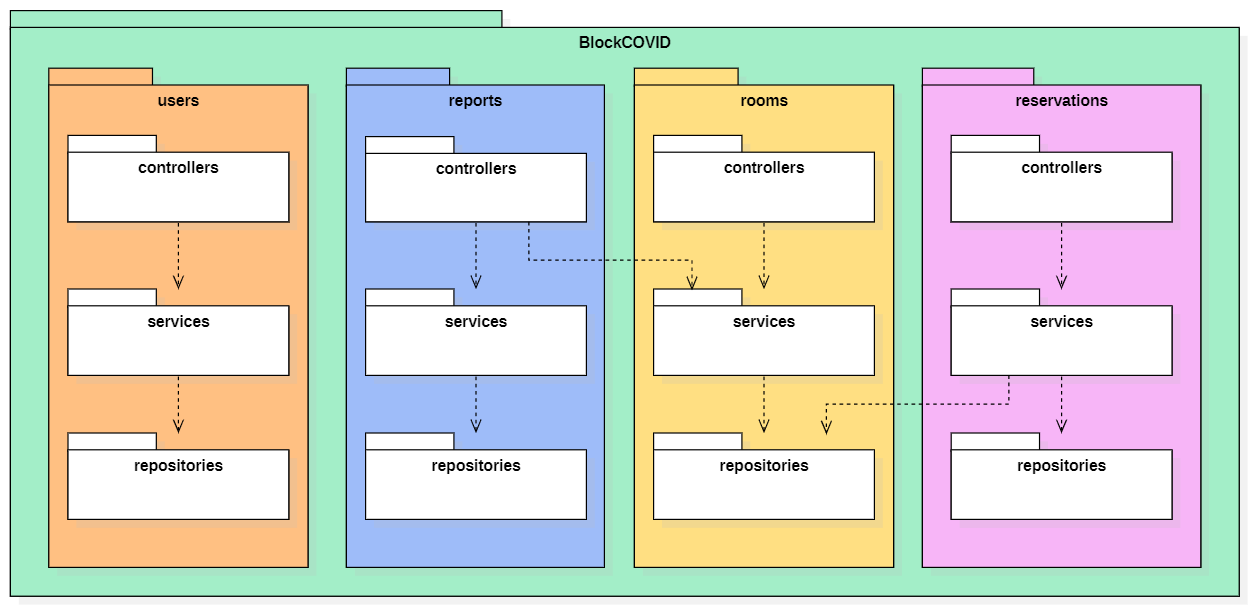 BlockCOVID
users
controllers
services
repositories
reports
controllers
services
repositories
rooms
controllers
services
repositories
reservations
controllers
services
repositories